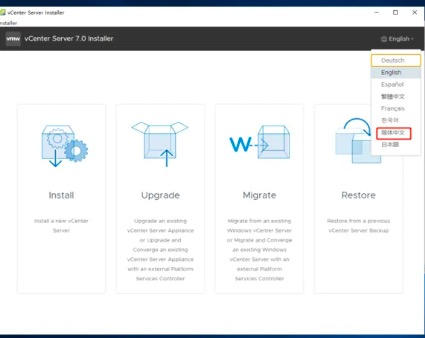 vCenter Server Installer
nstaller
vmw vCenter Server 7.0 Installer
English
Deutsch
English
Español
繁體中文
Français
한국어
简体中文
日本語
Install
Install a new vCenter
Server
Upgrade
Upgrade an existing
vCenter Server Appliance
or Upgrade and
Converge an existing
vCenter Server Appliance
with an external Platform
Services Controller
Migrate
Migrate from an existing
Windows vCenter Server
or Migrate and Converge
an existing Windows
vCenter Server with an
external Platform
Services Controller
Restore
Restore from a previous
vCenter Server Backup